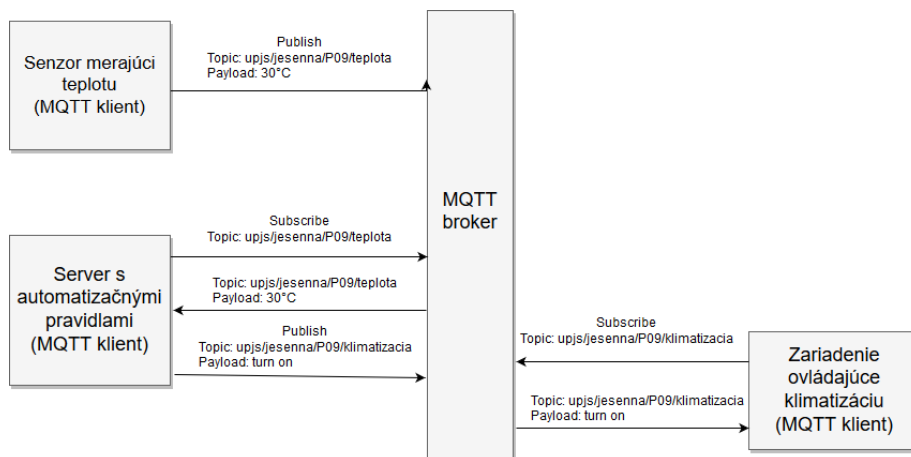 Senzor merajúci
teplotu
(MQTT klient)
Publish
Topic: upjs/jesenna/P09/teplota
Payload: 30°C
MQTT
broker
Server s
automatizačnými
pravidlami
(MQTT klient)
Subscribe
Topic: upjs/jesenna/P09/teplota
Topic: upjs/jesenna/P09/teplota
Payload: 30°C
Publish
Topic: upjs/jesenna/P09/klimatizacia
Payload: turn on
Subscribe
Topic: upjs/jesenna/P09/klimatizacia
Topic: upjs/jesenna/P09/klimatizacia
Payload: turn on
Zariadenie
ovládajúce
klimatizáciu
(MQTT klient)